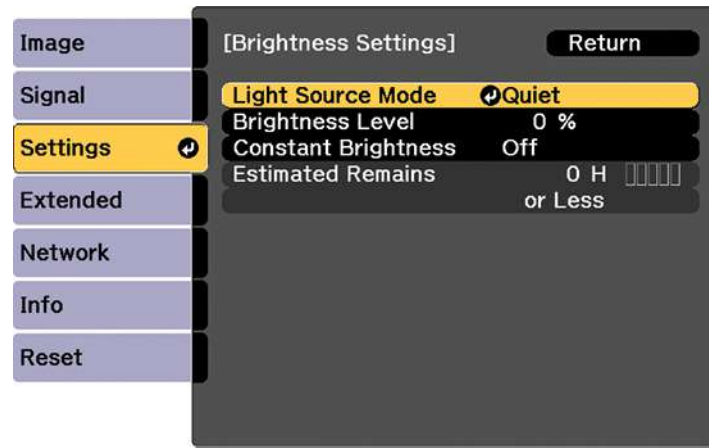 Image
Signal
Settings
Extended
Network
Info
Reset
[Brightness Settings]
Return
Light Source Mode Quiet
Brightness Level 0 %
Constant Brightness Off
Estimated Remains 0 H
or Less